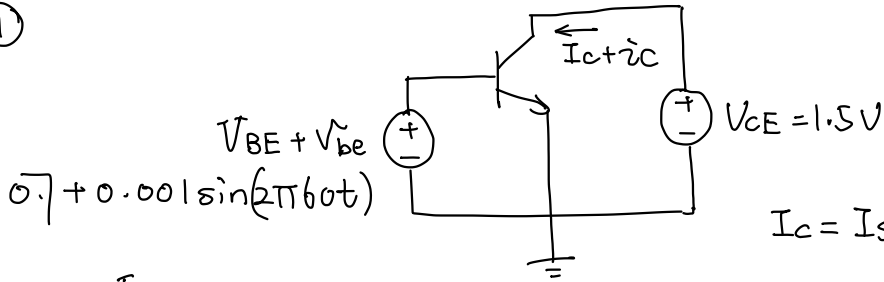 ①
Ic+ic
VBE + Vbe
VCE = 1.5V
0.7+0.001sin(2π60t)
Ic = Is